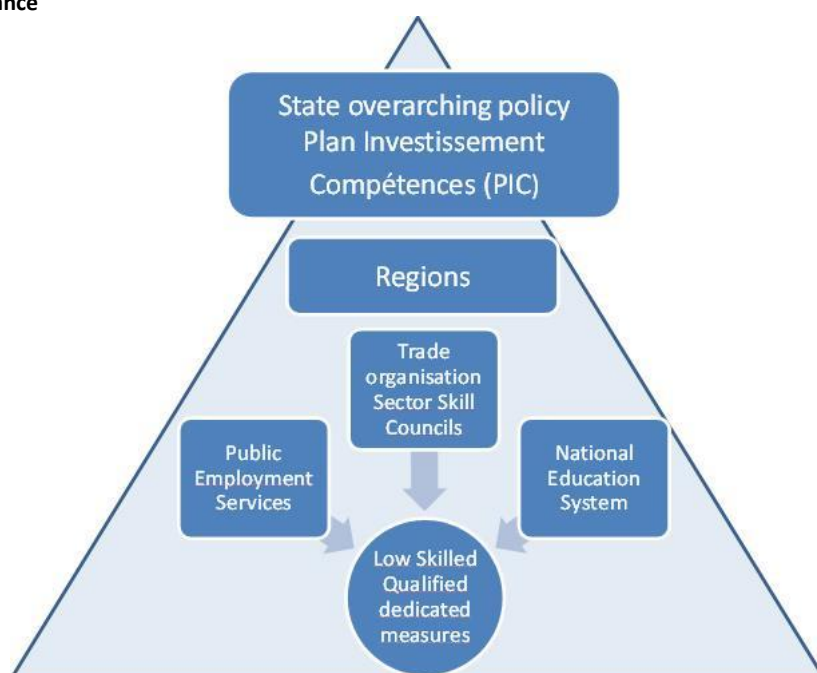 State overarching policy
Plan Investissement
Compétences (PIC)
Regions
Trade
organisation
Sector Skill
Councils
Public
Employment
Services
National
Education
System
Low Skilled
Qualified
dedicated
measures